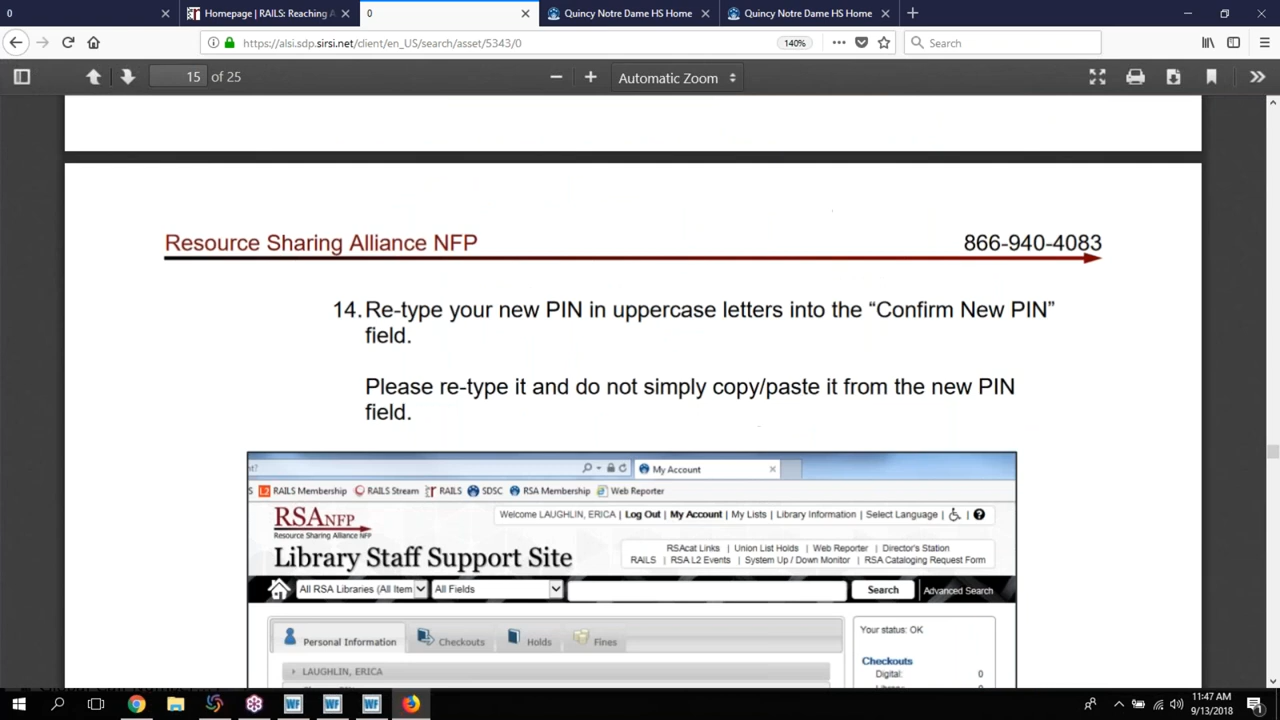 0
Homepage | RAILS: Reaching A
0
Quincy Notre Dame HS Home
Quincy Notre Dame HS Home
https://alsi.sdp.sirsi.net/client/en_US/search/asset/5343/0
140%
Search
15 of 25
Automatic Zoom
Resource Sharing Alliance NFP
866-940-4083
14. Re-type your new PIN in uppercase letters into the “Confirm New PIN”
field.
Please re-type it and do not simply copy/paste it from the new PIN
field.
nt?
My Account
S
RAILS Membership
RAILS Stream
RAILS
SDSC
RSA Membership
Web Reporter
RSANFP
Resource Sharing Alliance NFP
Library Staff Support Site
Welcome LAUGHLIN, ERICA | Log Out | My Account | My Lists | Library Information | Select Language | |
RSAcat Links | Union List Holds | Web Reporter | Director's Station
RAILS | RSA L2 Events | System Up / Down Monitor | RSA Cataloging Request Form
All RSA Libraries (All Item
All Fields
Search
Advanced Search
Personal Information
Checkouts
Holds
Fines
Your status: OK
LAUGHLIN, ERICA
Checkouts
Digital: 0
11:47 AM
9/13/2018